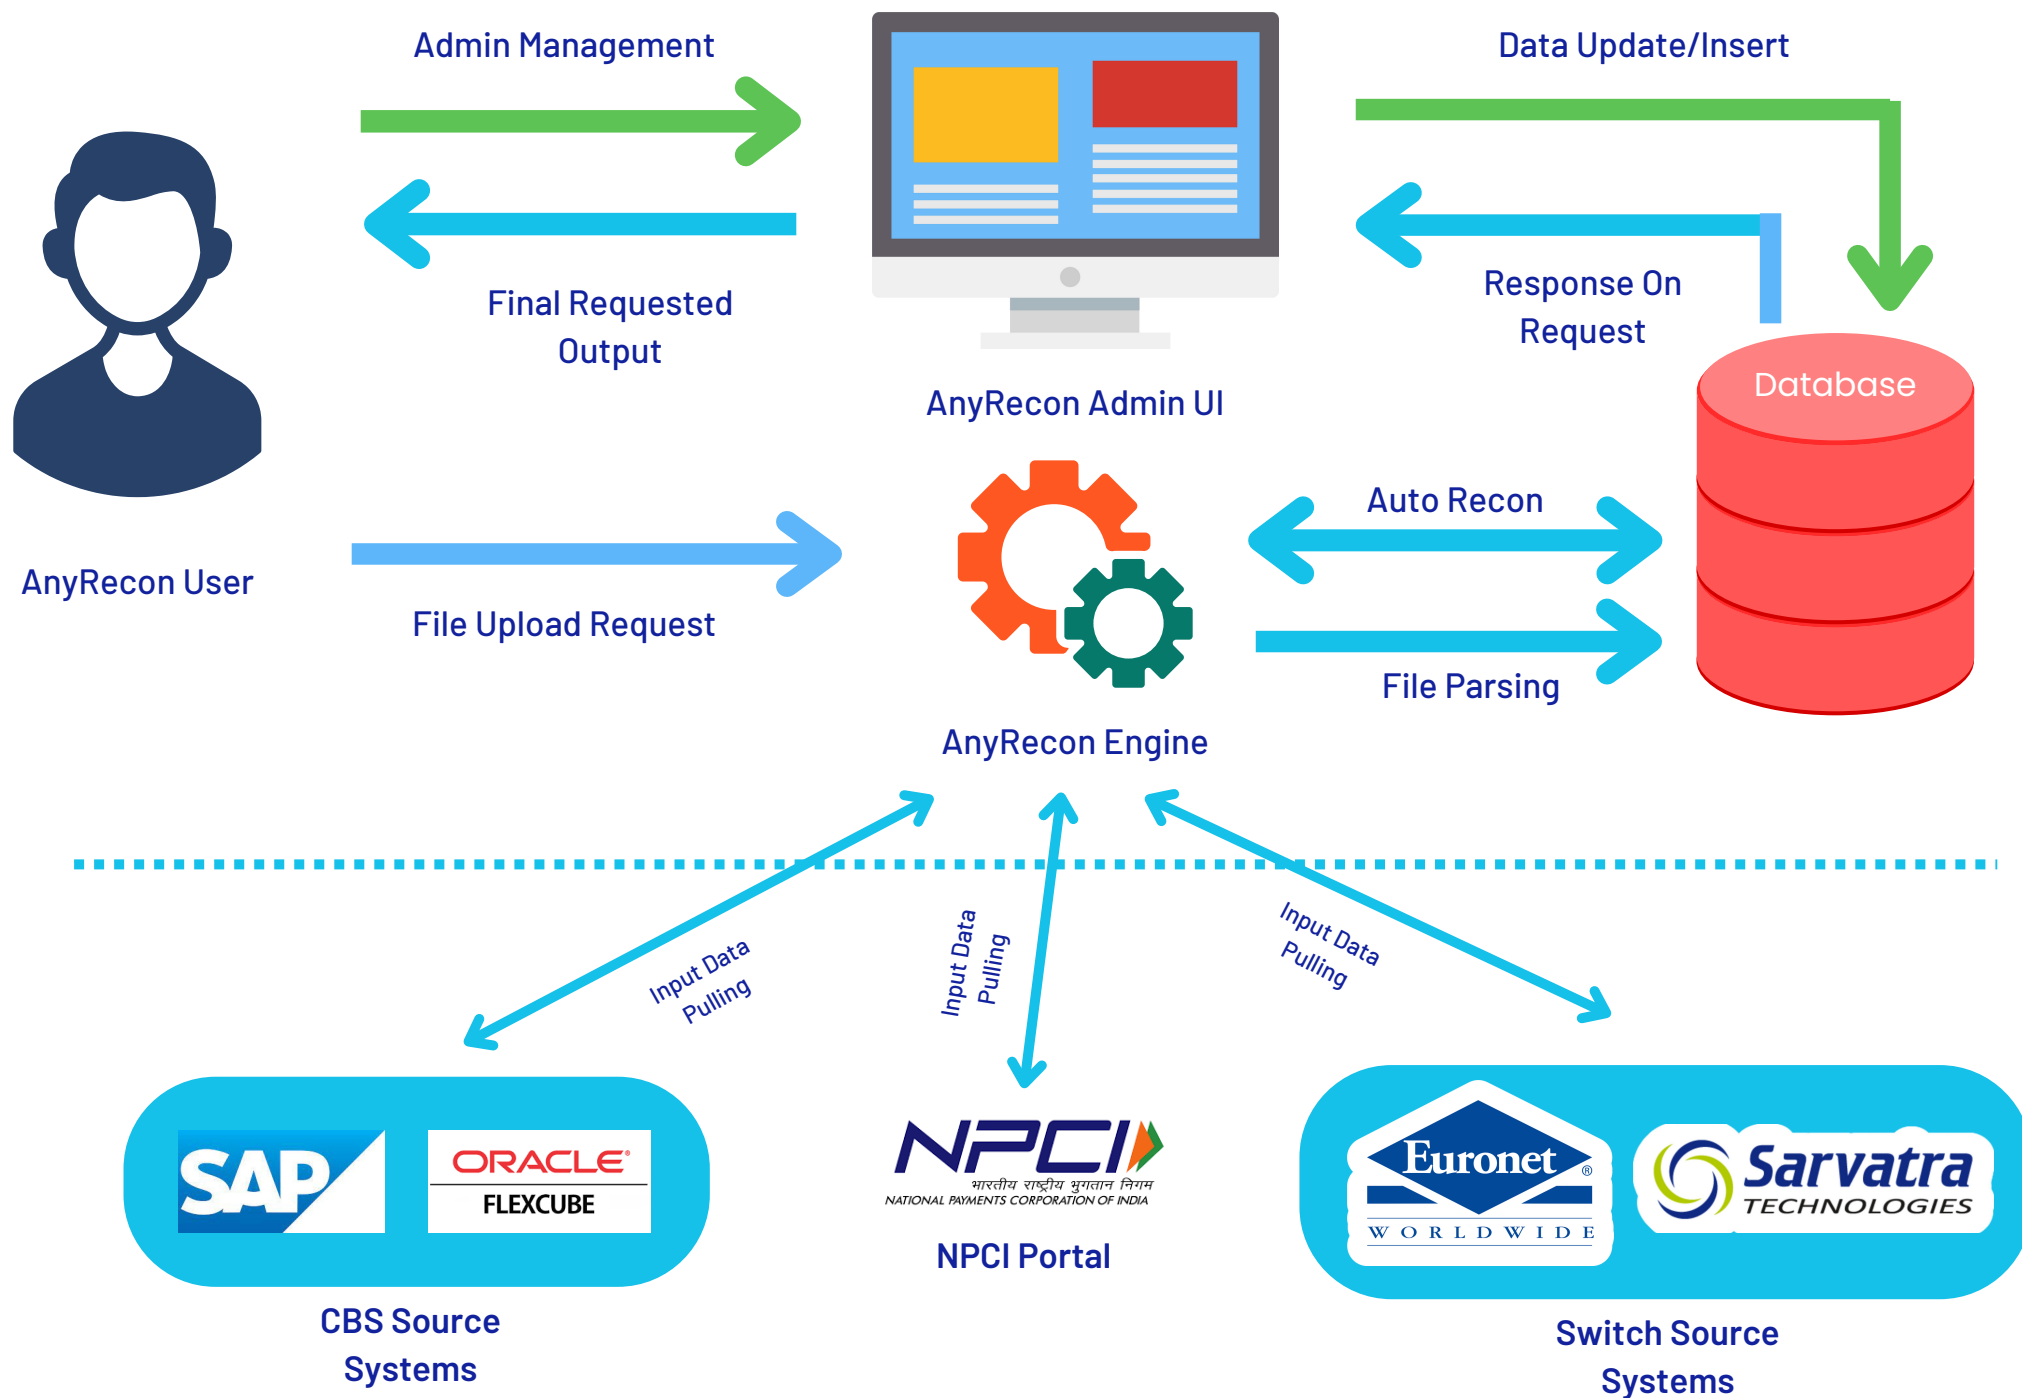 Admin Management
Data Update/Insert
Final Requested
Output
Response On
Request
Database
AnyRecon Admin UI
Auto Recon
AnyRecon User
File Upload Request
File Parsing
AnyRecon Engine
Input Data
Pulling
Input Data
Pulling
Input Data
Pulling
SAP
ORACLE®
FLEXCUBE
NPCI
भारतीय राष्ट्रीय भुगतान निगम
NATIONAL PAYMENTS CORPORATION OF INDIA
Euronet ®
WORLDWIDE
Sarvatra
TECHNOLOGIES
NPCI Portal
CBS Source
Systems
Switch Source
Systems